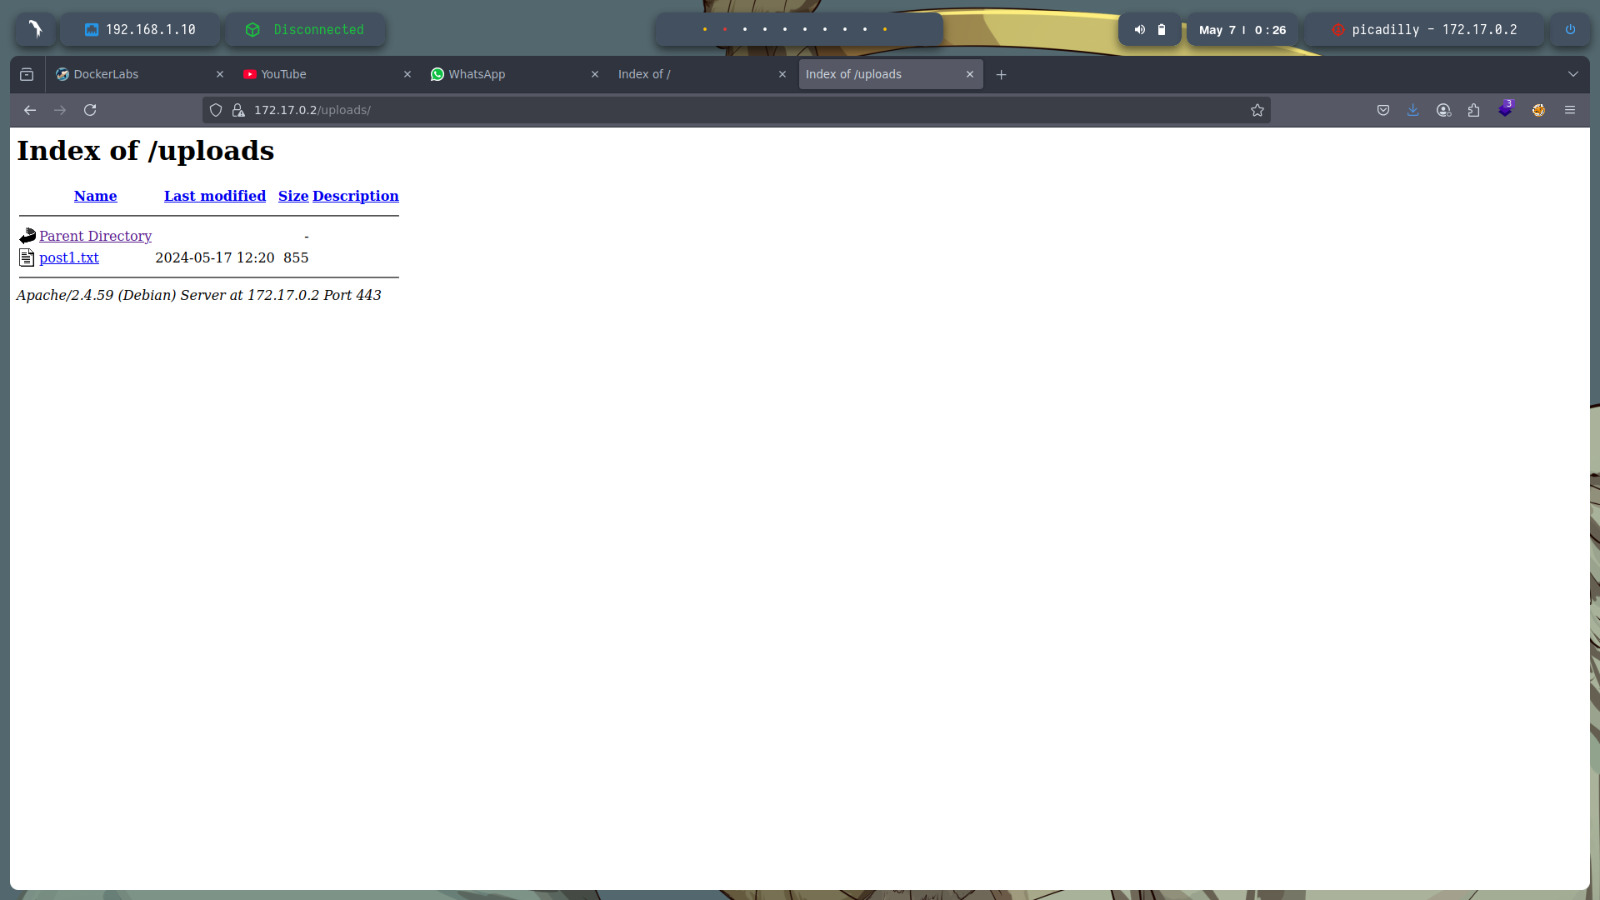 192.168.1.10
Disconnected
May 7 | 0:26
picadilly - 172.17.0.2
DockerLabs
YouTube
WhatsApp
Index of /
Index of /uploads
172.17.0.2/uploads/
3
Index of /uploads
Name Last modified Size Description
Parent Directory -
post1.txt 2024-05-17 12:20 855
Apache/2.4.59 (Debian) Server at 172.17.0.2 Port 443